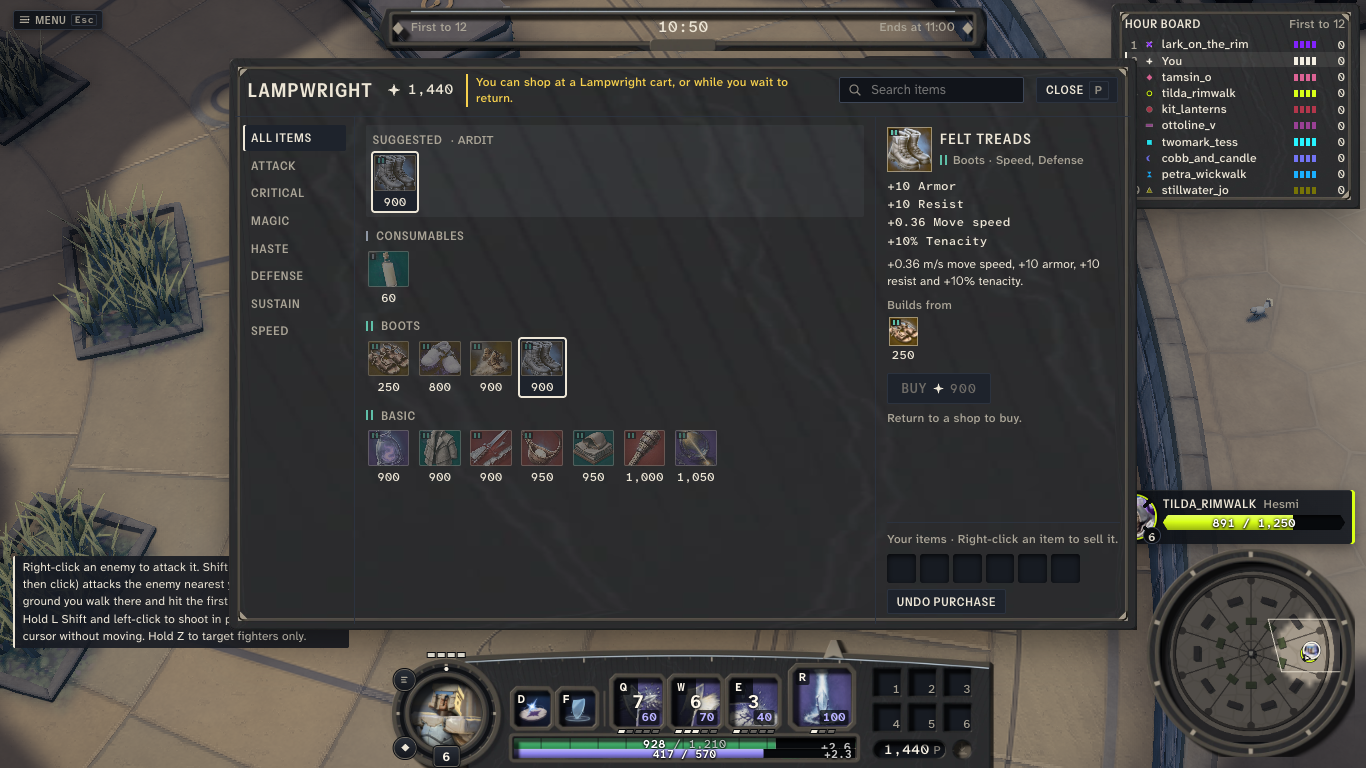 MENU Esc
First to 12
10:50
Ends at 11:00
HOUR BOARD First to 12
1 lark_on_the_rim 0
You 0
tamsin_o 0
tilda_rimwalk 0
kit_lanterns 0
ottoline_v 0
twomark_tess 0
cobb_and_candle 0
petra_wickwalk 0
stillwater_jo 0
LAMPWRIGHT 1,440
You can shop at a Lampwright cart, or while you wait to
return.
Search items
CLOSE P
ALL ITEMS
ATTACK
CRITICAL
MAGIC
HASTE
DEFENSE
SUSTAIN
SPEED
SUGGESTED · ARDIT
900
CONSUMABLES
60
BOOTS
250 800 900 900
BASIC
900 900 900 950 950 1,000 1,050
FELT TREADS
Boots · Speed, Defense
+10 Armor
+10 Resist
+0.36 Move speed
+10% Tenacity
+0.36 m/s move speed, +10 armor, +10
resist and +10% tenacity.
Builds from
250
BUY 900
Return to a shop to buy.
Your items · Right-click an item to sell it.
UNDO PURCHASE
TILDA_RIMWALK Hesmi
891 / 1,250
6
Right-click an enemy to attack it. Shift
then click) attacks the enemy nearest
ground you walk there and hit the first
Hold L Shift and left-click to shoot in p
cursor without moving. Hold Z to target fighters only.
6
D F
Q 7 60
W 6 70
E 3 40
R 100
928 / 1,210 +2.6
417 / 570 +2.3
1 2 3
4 5 6
1,440 P